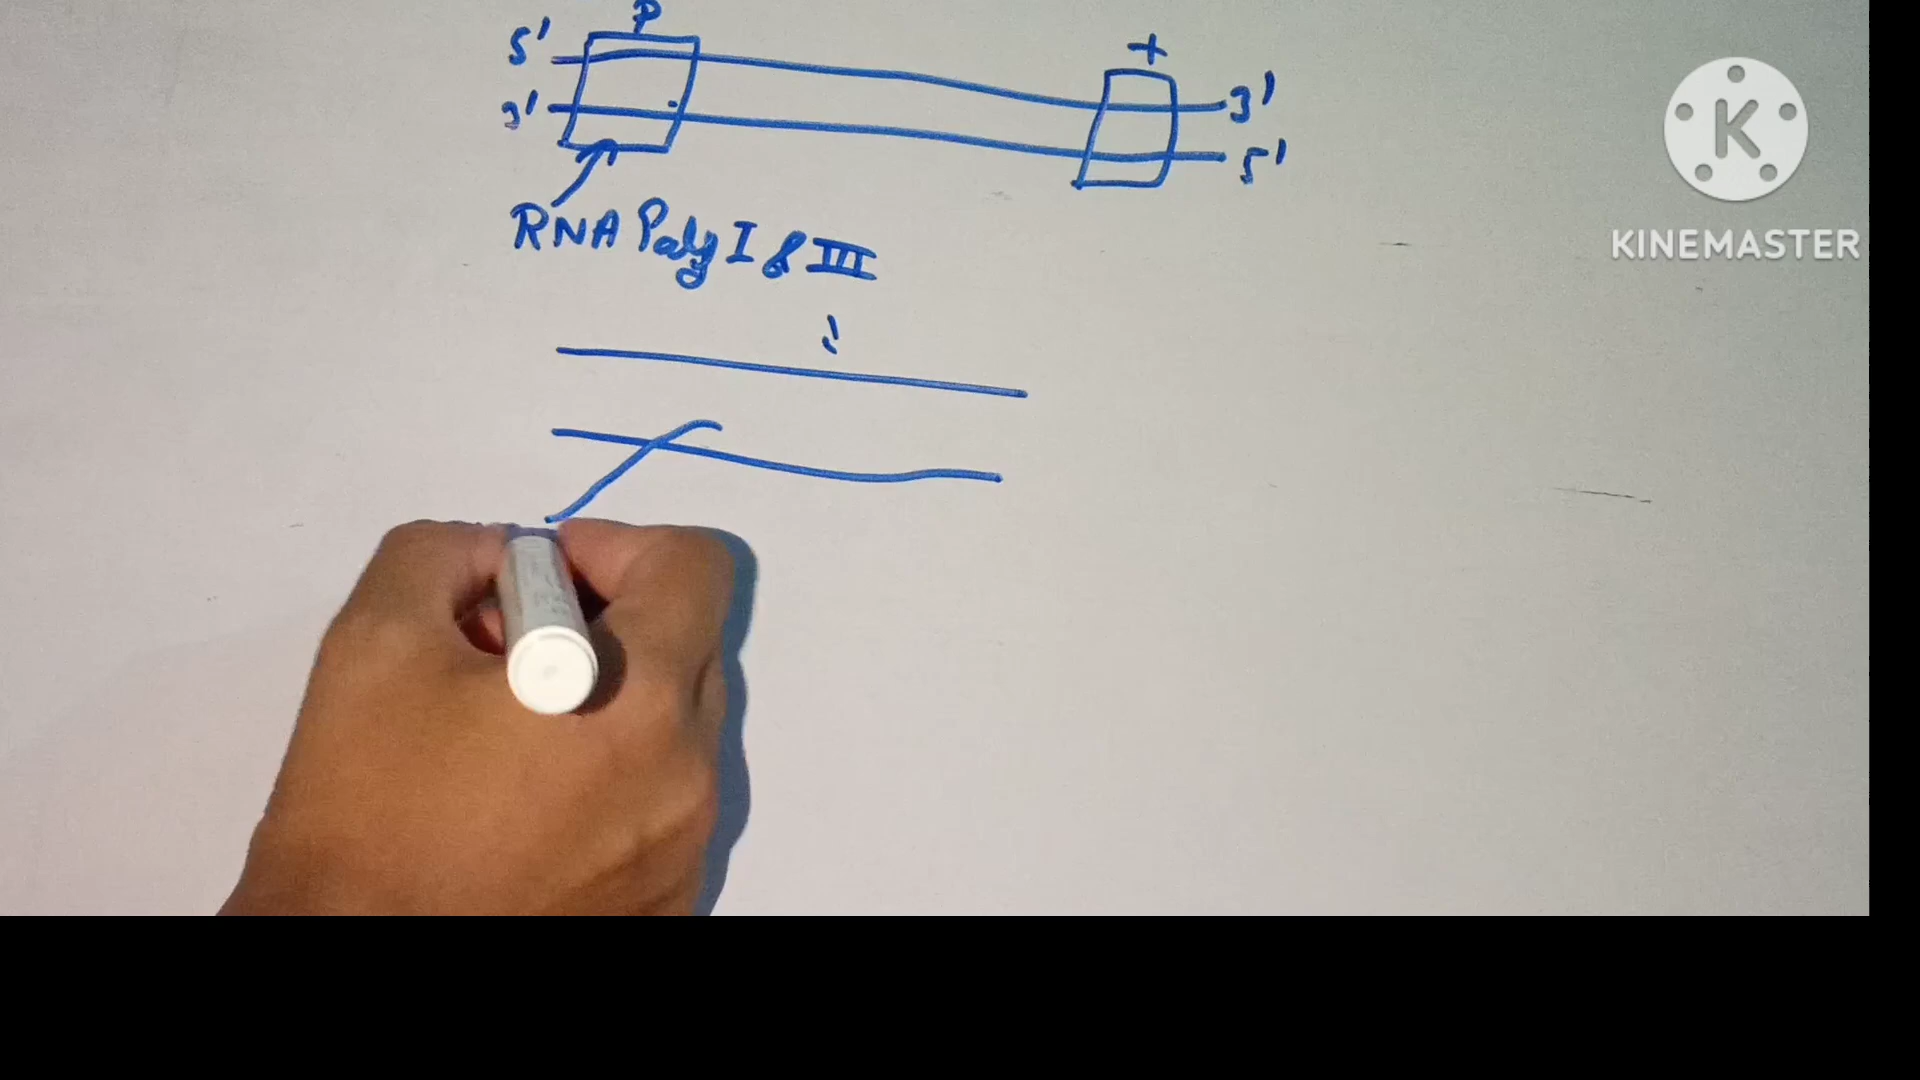 P
5' + 3'
3' 5'
RNA Poly I & III
K
KINEMASTER